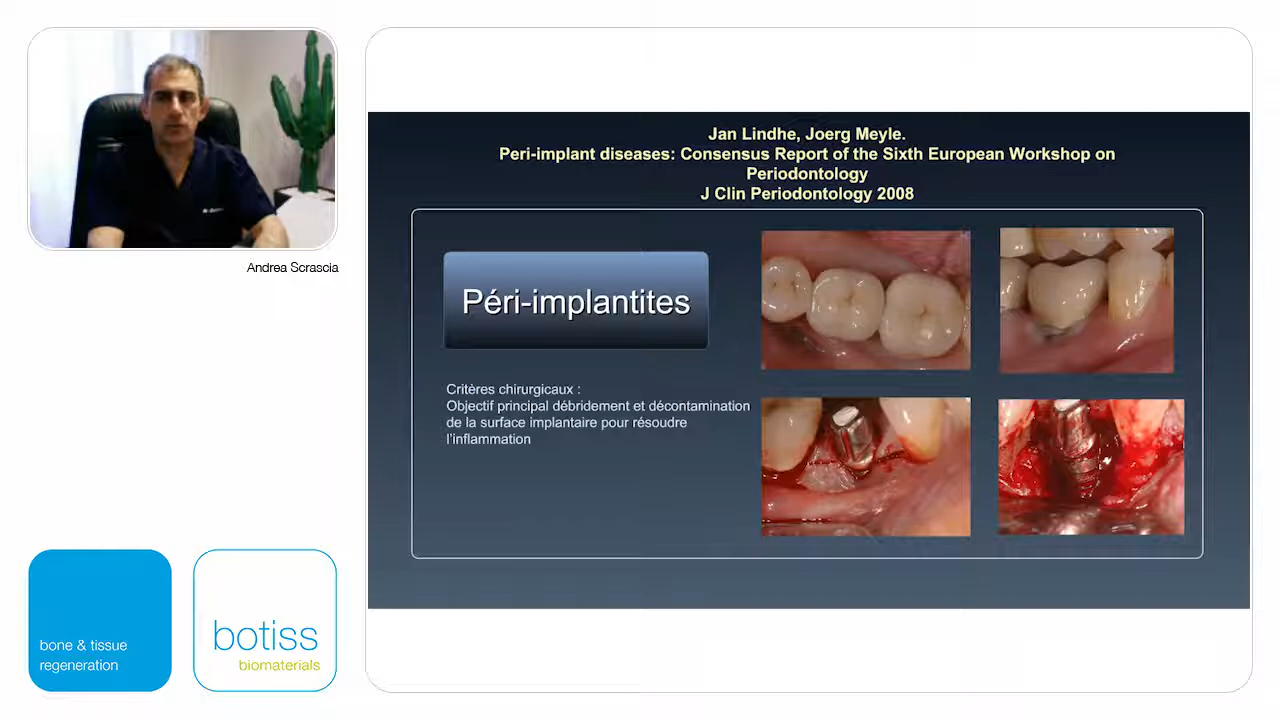 Andrea Scrascia
bone & tissue
regeneration
botiss
biomaterials
Jan Lindhe, Joerg Meyle.
Peri-implant diseases: Consensus Report of the Sixth European Workshop on
Periodontology
J Clin Periodontology 2008
Péri-implantites
Critères chirurgicaux :
Objectif principal débridement et décontamination
de la surface implantaire pour résoudre
l'inflammation